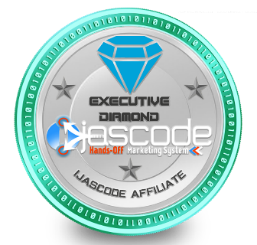 EXECUTIVE
DIAMOND
ijascode
Hands-Off Marketing System
IJASCODE AFFILIATE